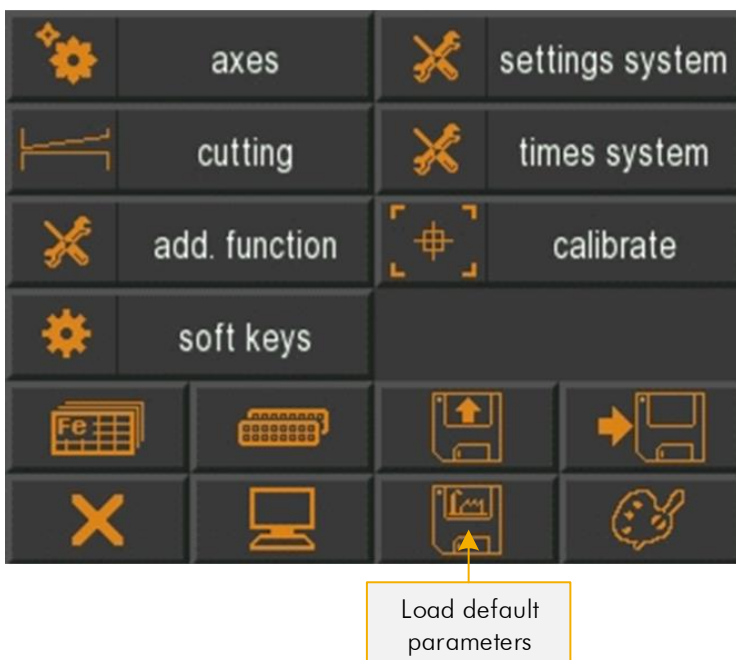 axes
settings system
cutting
times system
add. function
calibrate
soft keys
Fe
Load default
parameters